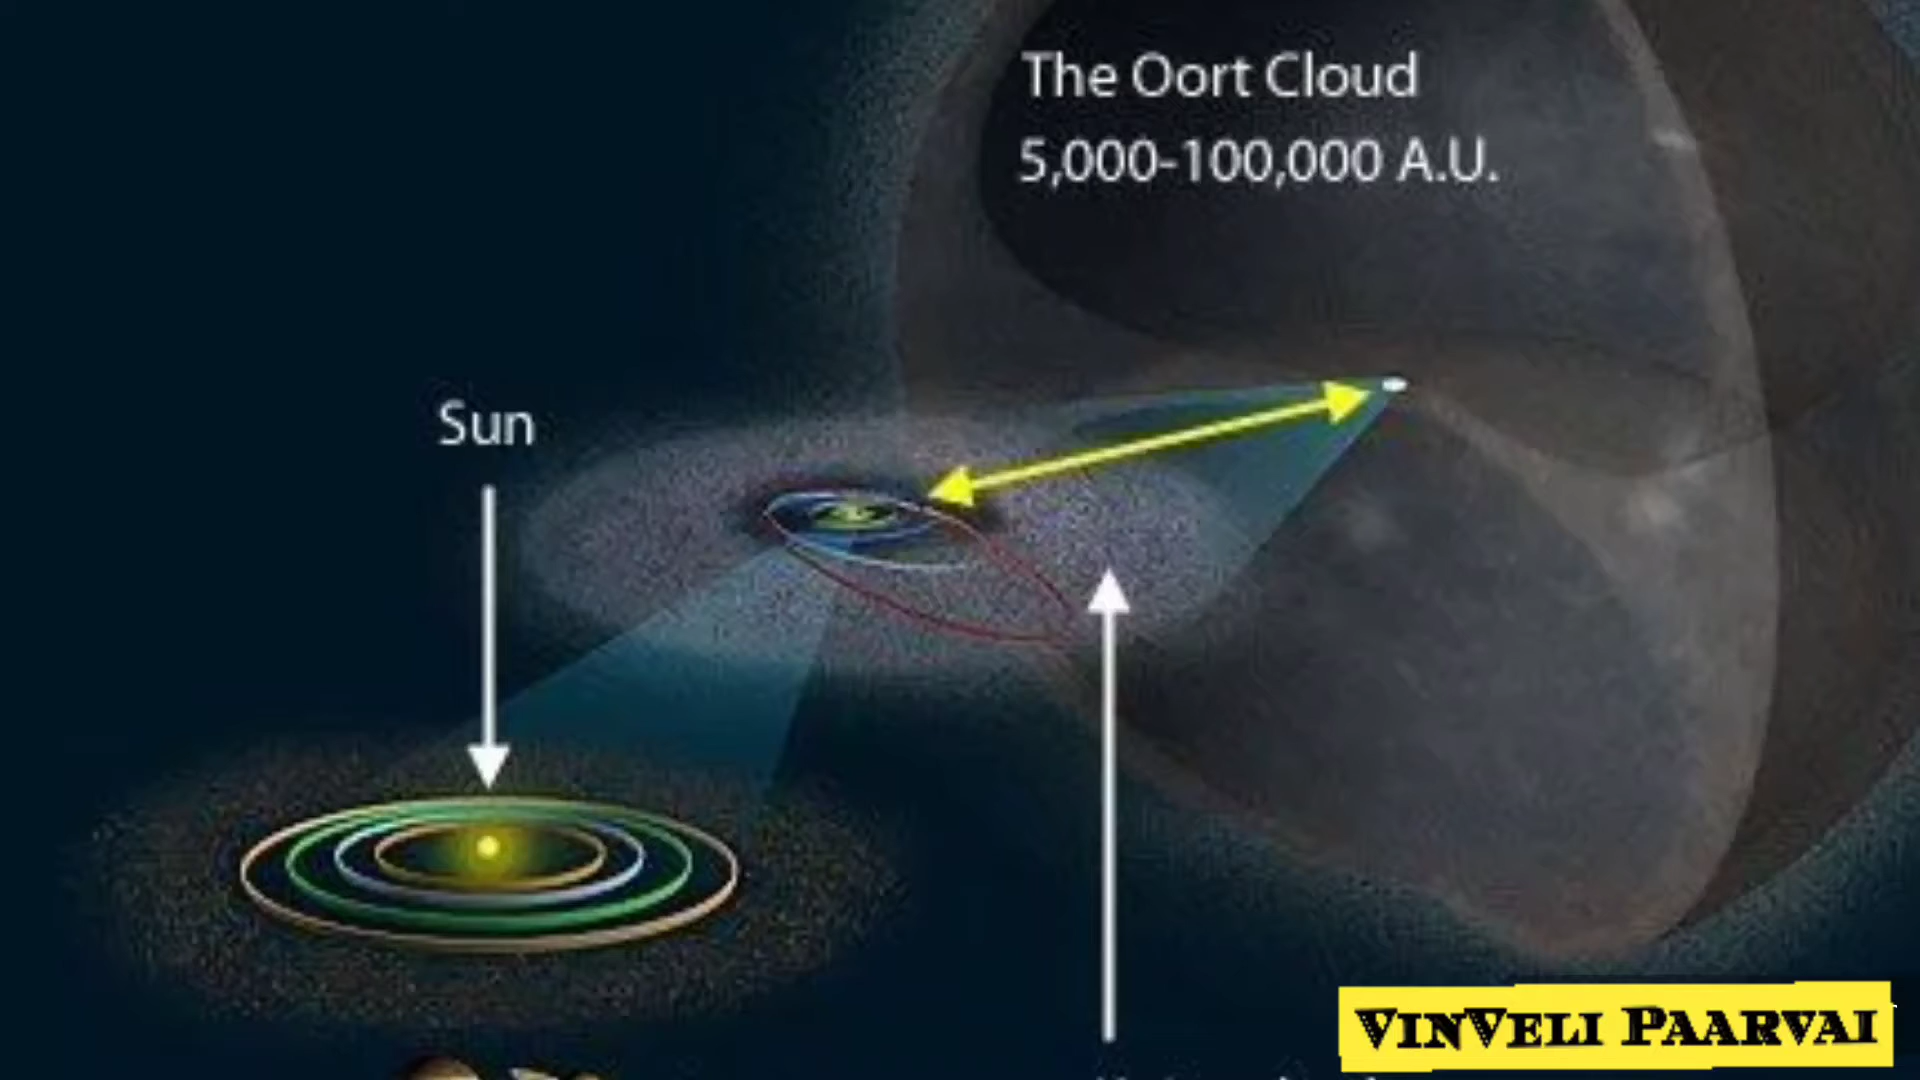 The Oort Cloud
5,000-100,000 A.U.
Sun
VINVELI PAARVAI